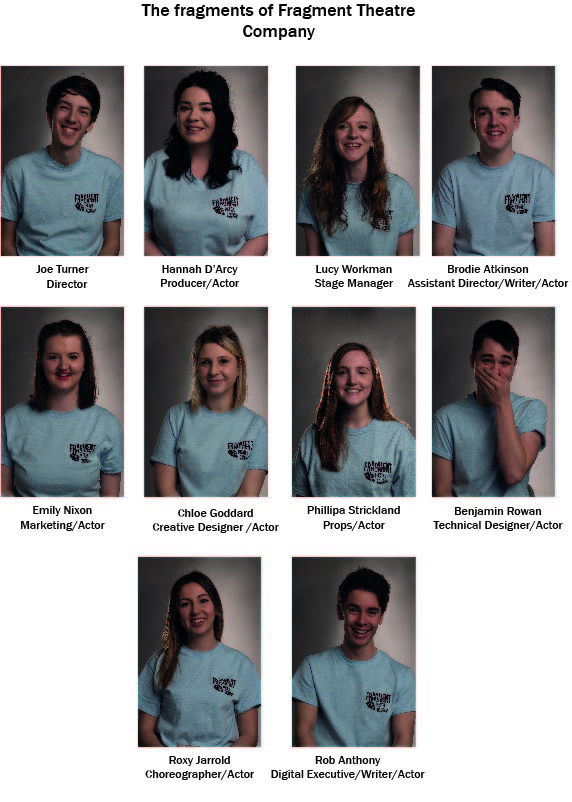 The fragments of Fragment Theatre
Company
Joe Turner
Director
Hannah D'Arcy
Producer/Actor
Lucy Workman
Stage Manager
Brodie Atkinson
Assistant Director/Writer/Actor
Emily Nixon
Marketing/Actor
Chloe Goddard
Creative Designer /Actor
Phillipa Strickland
Props/Actor
Benjamin Rowan
Technical Designer/Actor
Roxy Jarrold
Choreographer/Actor
Rob Anthony
Digital Executive/Writer/Actor